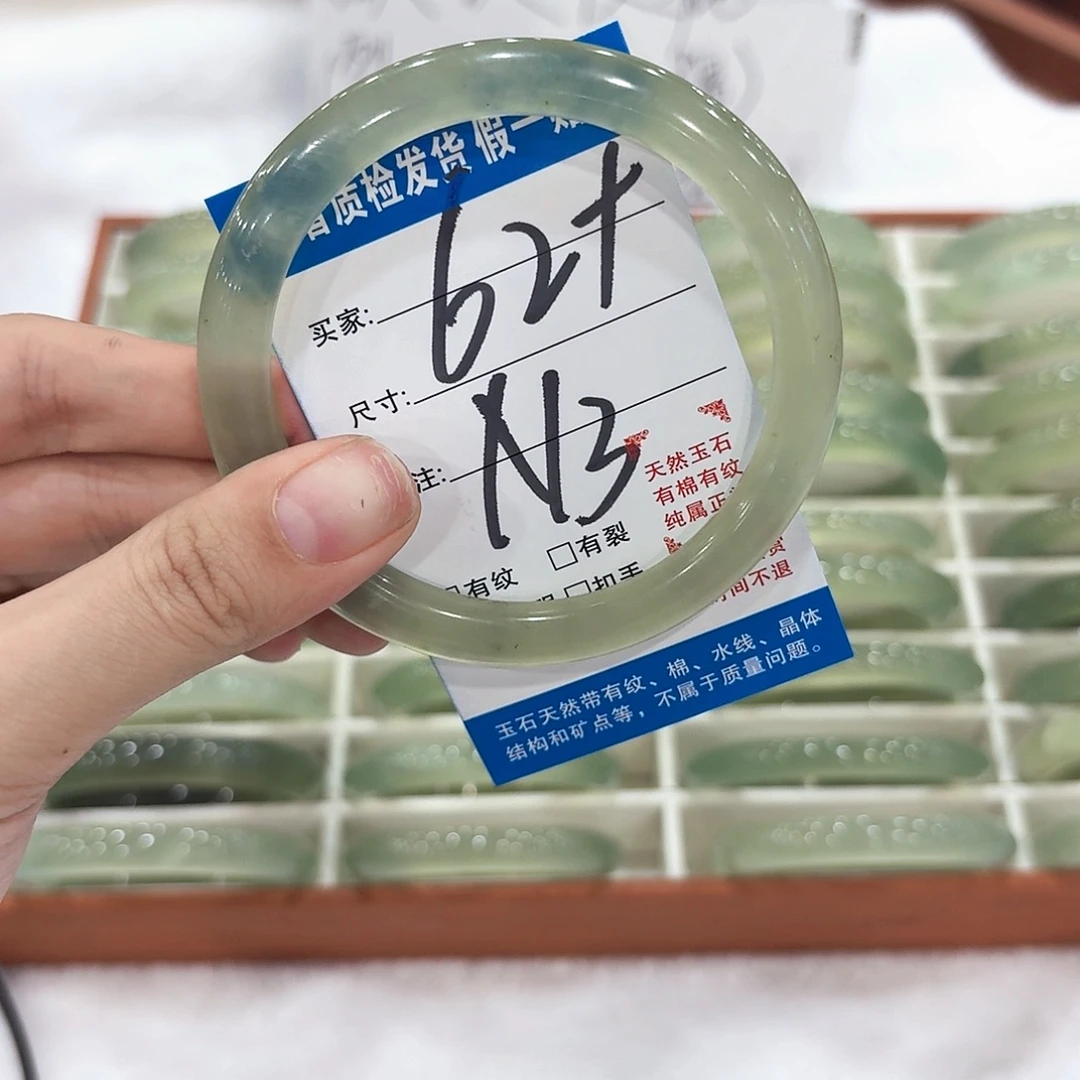 质检发货 假一
62+
买家:
尺寸:
N3
注:
天然玉石
有棉有纹
纯属正
□有裂
有纹
□扣手
间不退
玉石天然带有纹、棉、水线、晶体
结构和矿点等，不属于质量问题。